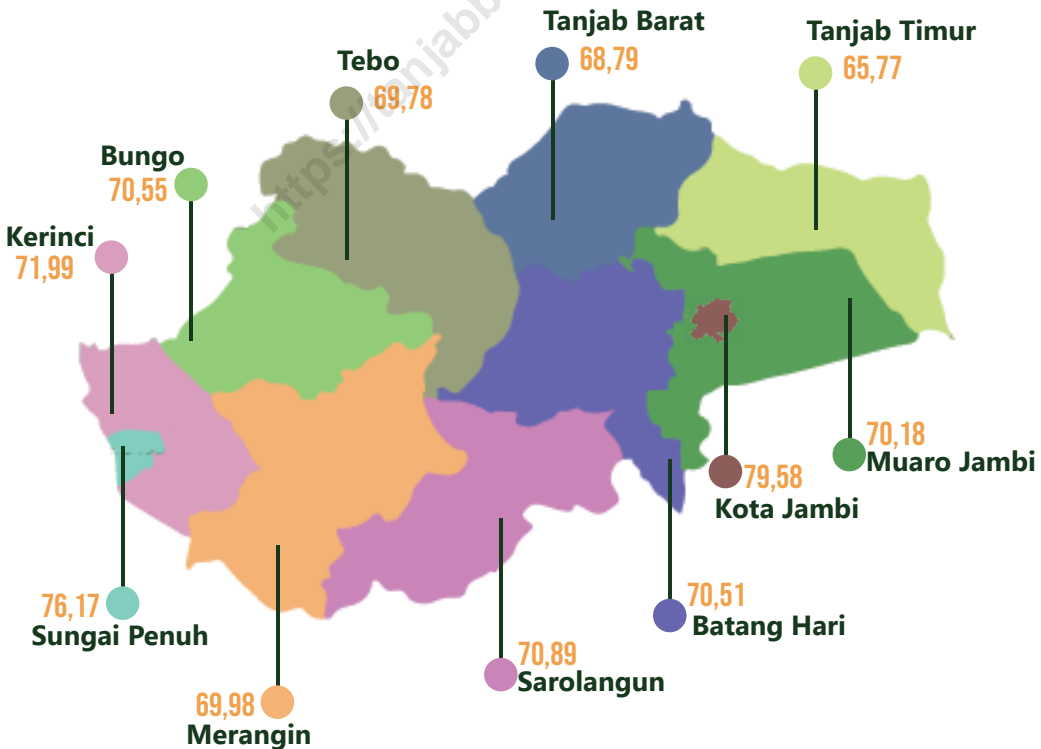 Tanjab Barat
68,79
Tanjab Timur
65,77
Tebo
69,78
https://tanjabb
Bungo
70,55
Kerinci
71,99
70,18
Muaro Jambi
79,58
Kota Jambi
76,17
Sungai Penuh
70,51
Batang Hari
70,89
Sarolangun
69,98
Merangin